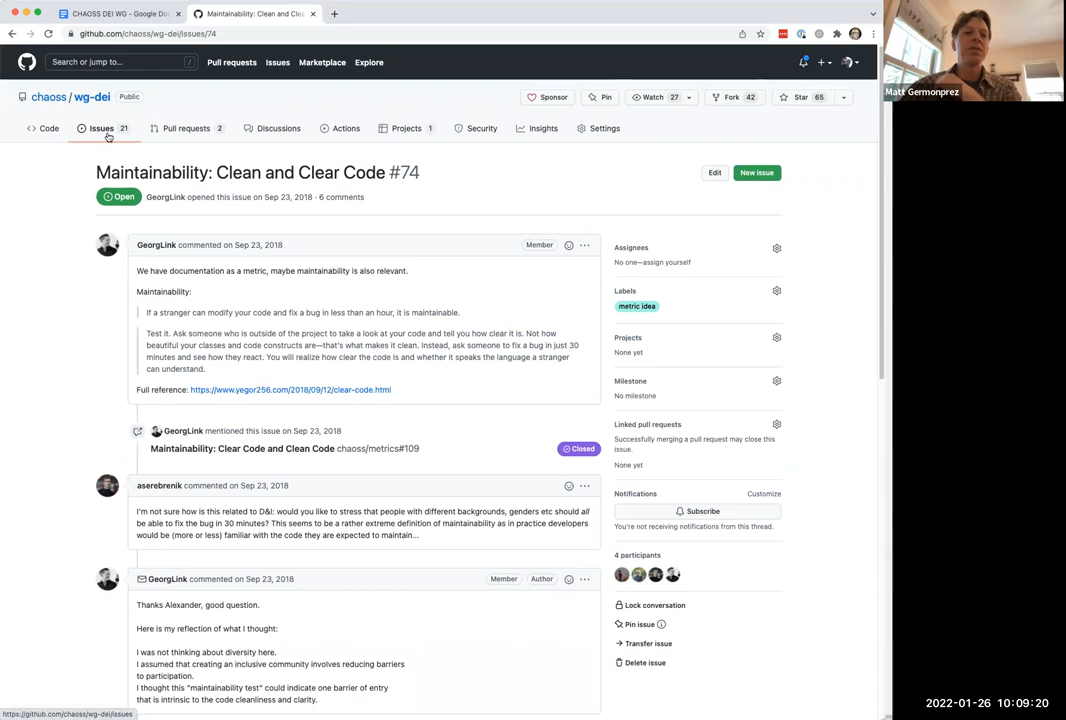 CHAOSS DEI WG - Google Doc
Maintainability: Clean and Clea
github.com/chaoss/wg-dei/issues/74
Search or jump to...
/
Pull requests
Issues
Marketplace
Explore
chaoss / wg-dei
Public
Sponsor
Pin
Watch 27
Fork 42
Star 65
Code
Issues 21
Pull requests 2
Discussions
Actions
Projects 1
Security
Insights
Settings
Maintainability: Clean and Clear Code #74
Edit
New issue
Open
GeorgLink opened this issue on Sep 23, 2018 · 6 comments
GeorgLink commented on Sep 23, 2018
Member
We have documentation as a metric, maybe maintainability is also relevant.
Maintainability:
If a stranger can modify your code and fix a bug in less than an hour, it is maintainable.
Test it. Ask someone who is outside of the project to take a look at your code and tell you how clear it is. Not how
beautiful your classes and code constructs are—that's what makes it clean. Instead, ask someone to fix a bug in just 30
minutes and see how they react. You will realize how clear the code is and whether it speaks the language a stranger
can understand.
Full reference: https://www.yegor256.com/2018/09/12/clear-code.html
GeorgLink mentioned this issue on Sep 23, 2018
Maintainability: Clear Code and Clean Code chaoss/metrics#109
Closed
aserebrenik commented on Sep 23, 2018
I'm not sure how is this related to D&I: would you like to stress that people with different backgrounds, genders etc should all
be able to fix the bug in 30 minutes? This seems to be a rather extreme definition of maintainability as in practice developers
would be (more or less) familiar with the code they are expected to maintain...
GeorgLink commented on Sep 23, 2018
Member
Author
Thanks Alexander, good question.
Here is my reflection of what I thought:
I was not thinking about diversity here.
I assumed that creating an inclusive community involves reducing barriers
to participation.
I thought this "maintainability test" could indicate one barrier of entry
that is intrinsic to the code cleanliness and clarity.
Assignees
No one—assign yourself
Labels
metric idea
Projects
None yet
Milestone
No milestone
Linked pull requests
Successfully merging a pull request may close this
issue.
None yet
Notifications
Customize
Subscribe
You're not receiving notifications from this thread.
4 participants
Lock conversation
Pin issue
Transfer issue
Delete issue
https://github.com/chaoss/wg-dei/issues
Matt Germonprez
2022-01-26 10:09:20